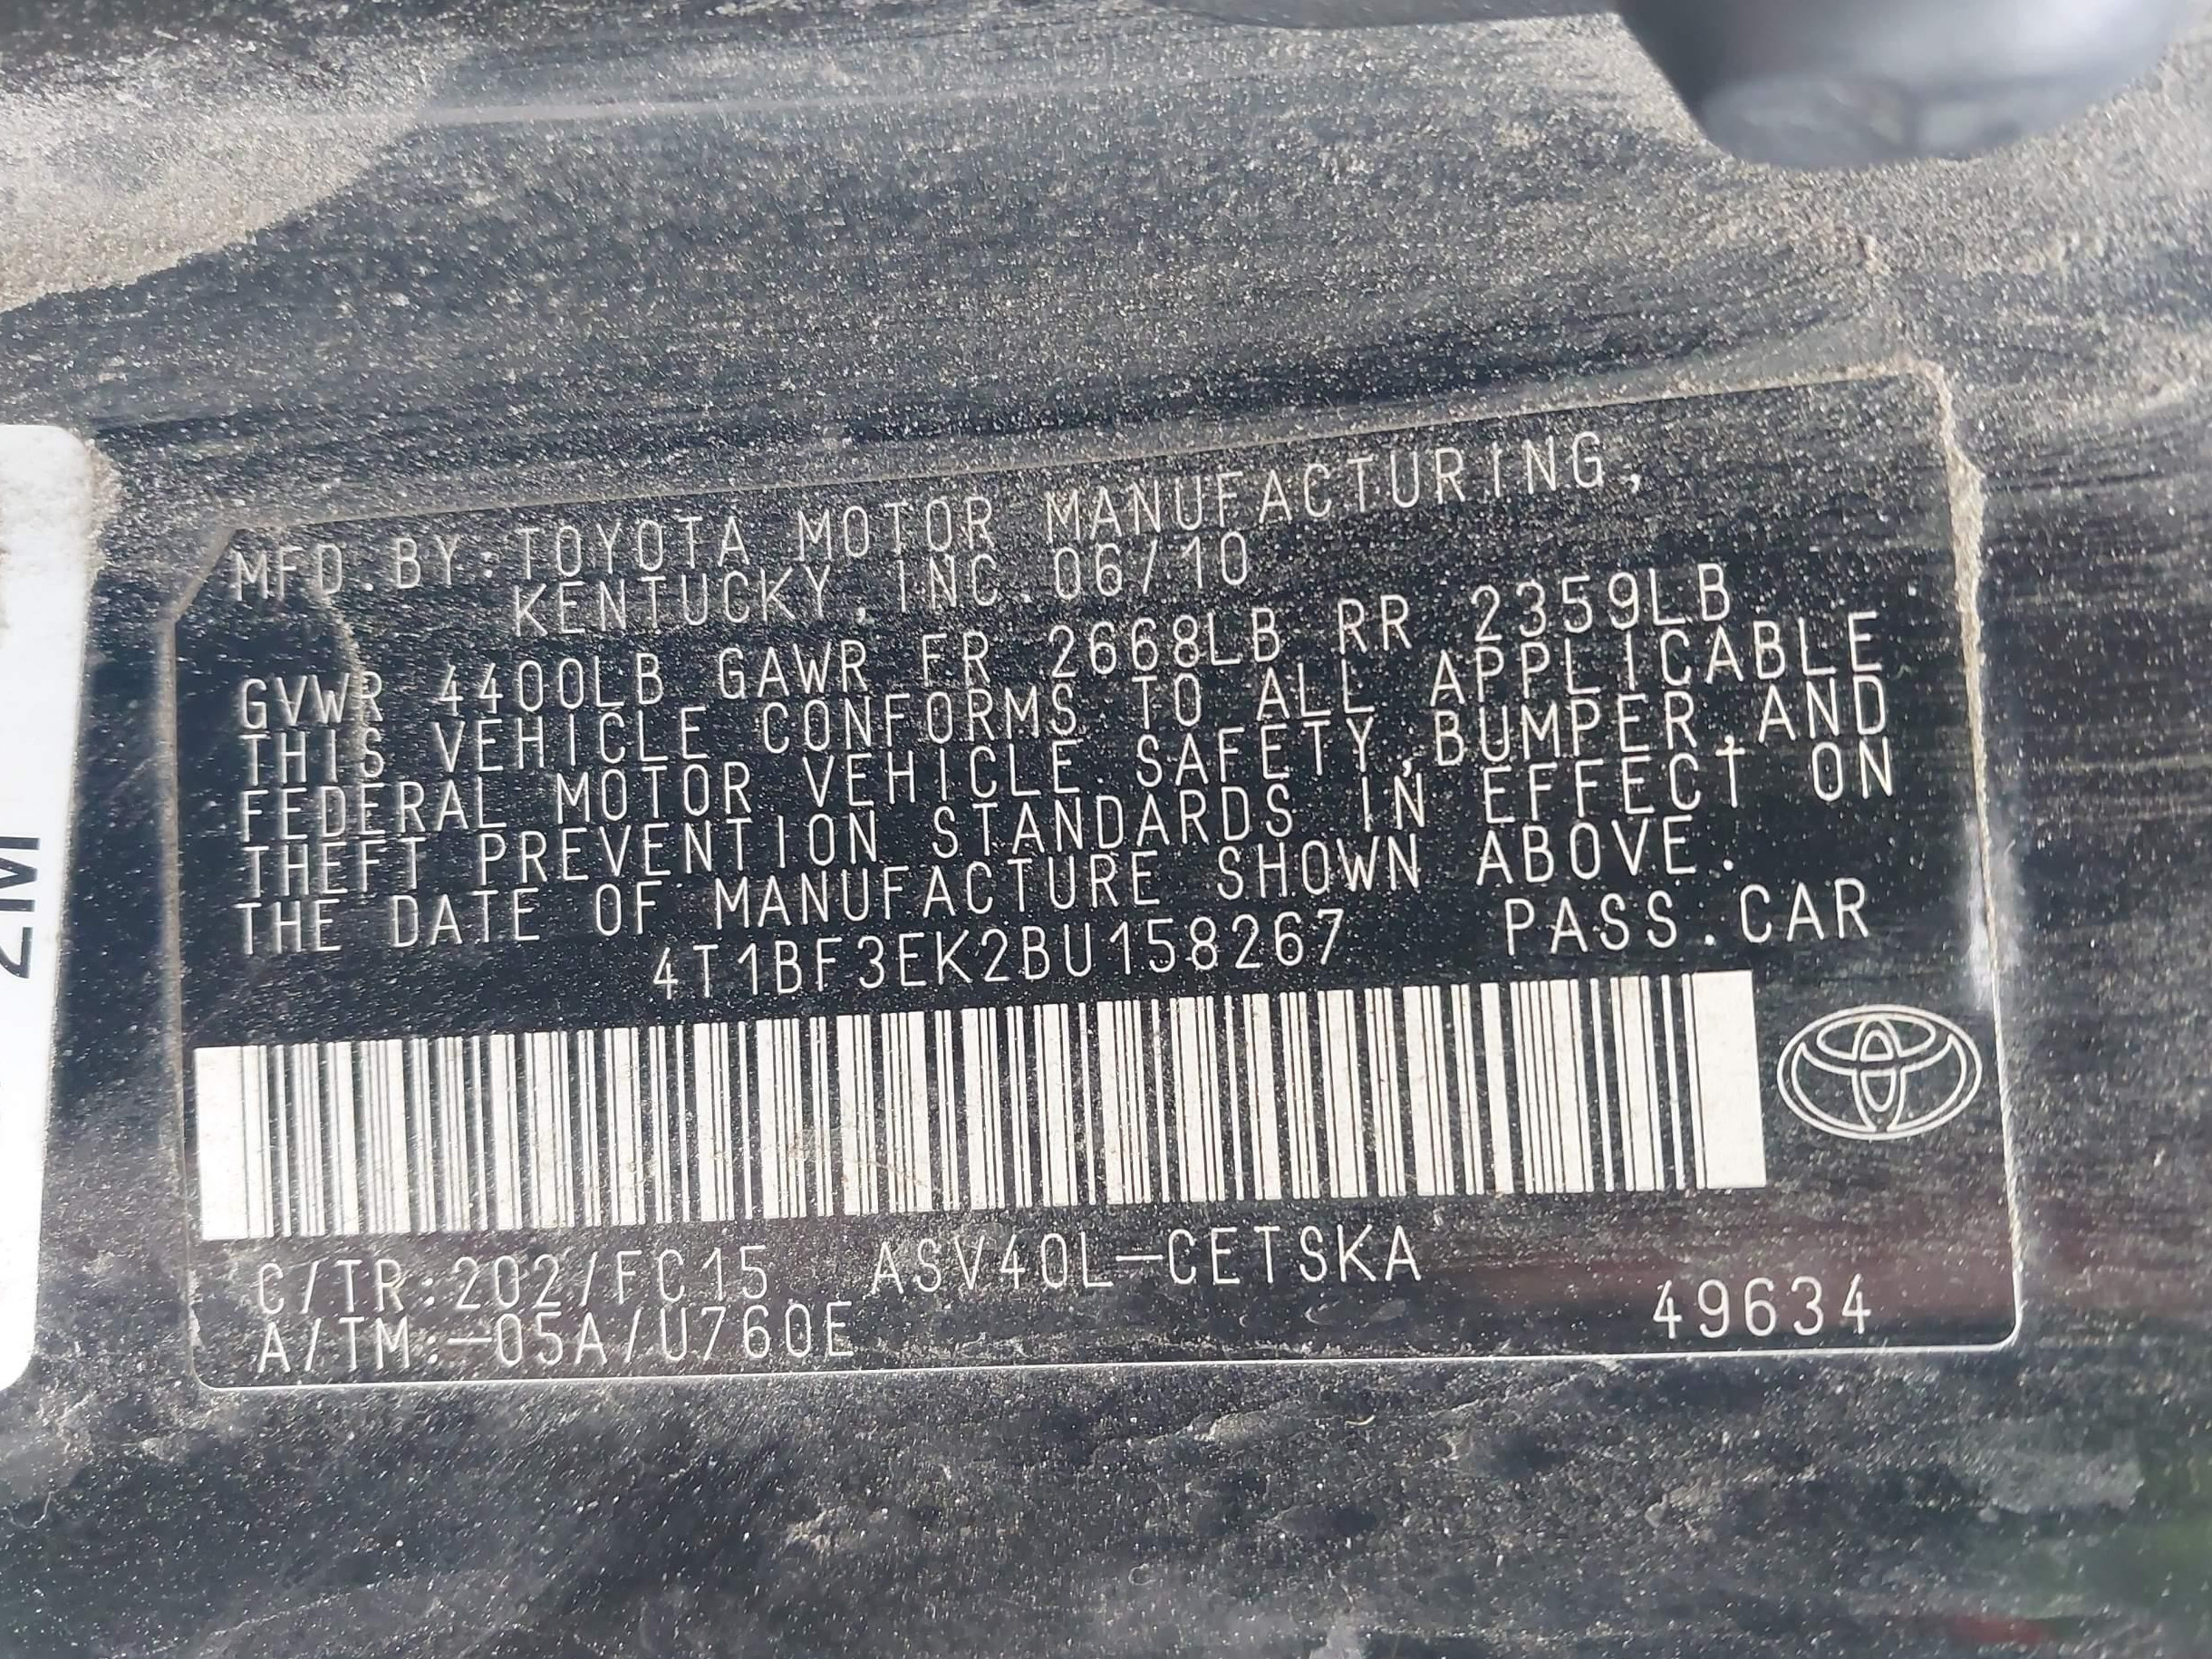 MFD.BY:TOYOTA MOTOR MANUFACTURING,
KENTUCKY,INC.06/10
GVWR 4400LB GAWR FR 2668LB RR 2359LB
THIS VEHICLE CONFORMS TO ALL APPLICABLE
FEDERAL MOTOR VEHICLE SAFETY,BUMPER,AND
THEFT PREVENTION STANDARDS IN EFFECT ON
THE DATE OF MANUFACTURE SHOWN ABOVE.
4T1BF3EK2BU158267 PASS.CAR
C/TR:202/FC15 ASV40L-CETSKA
A/TM:-05A/U760E 49634
2M